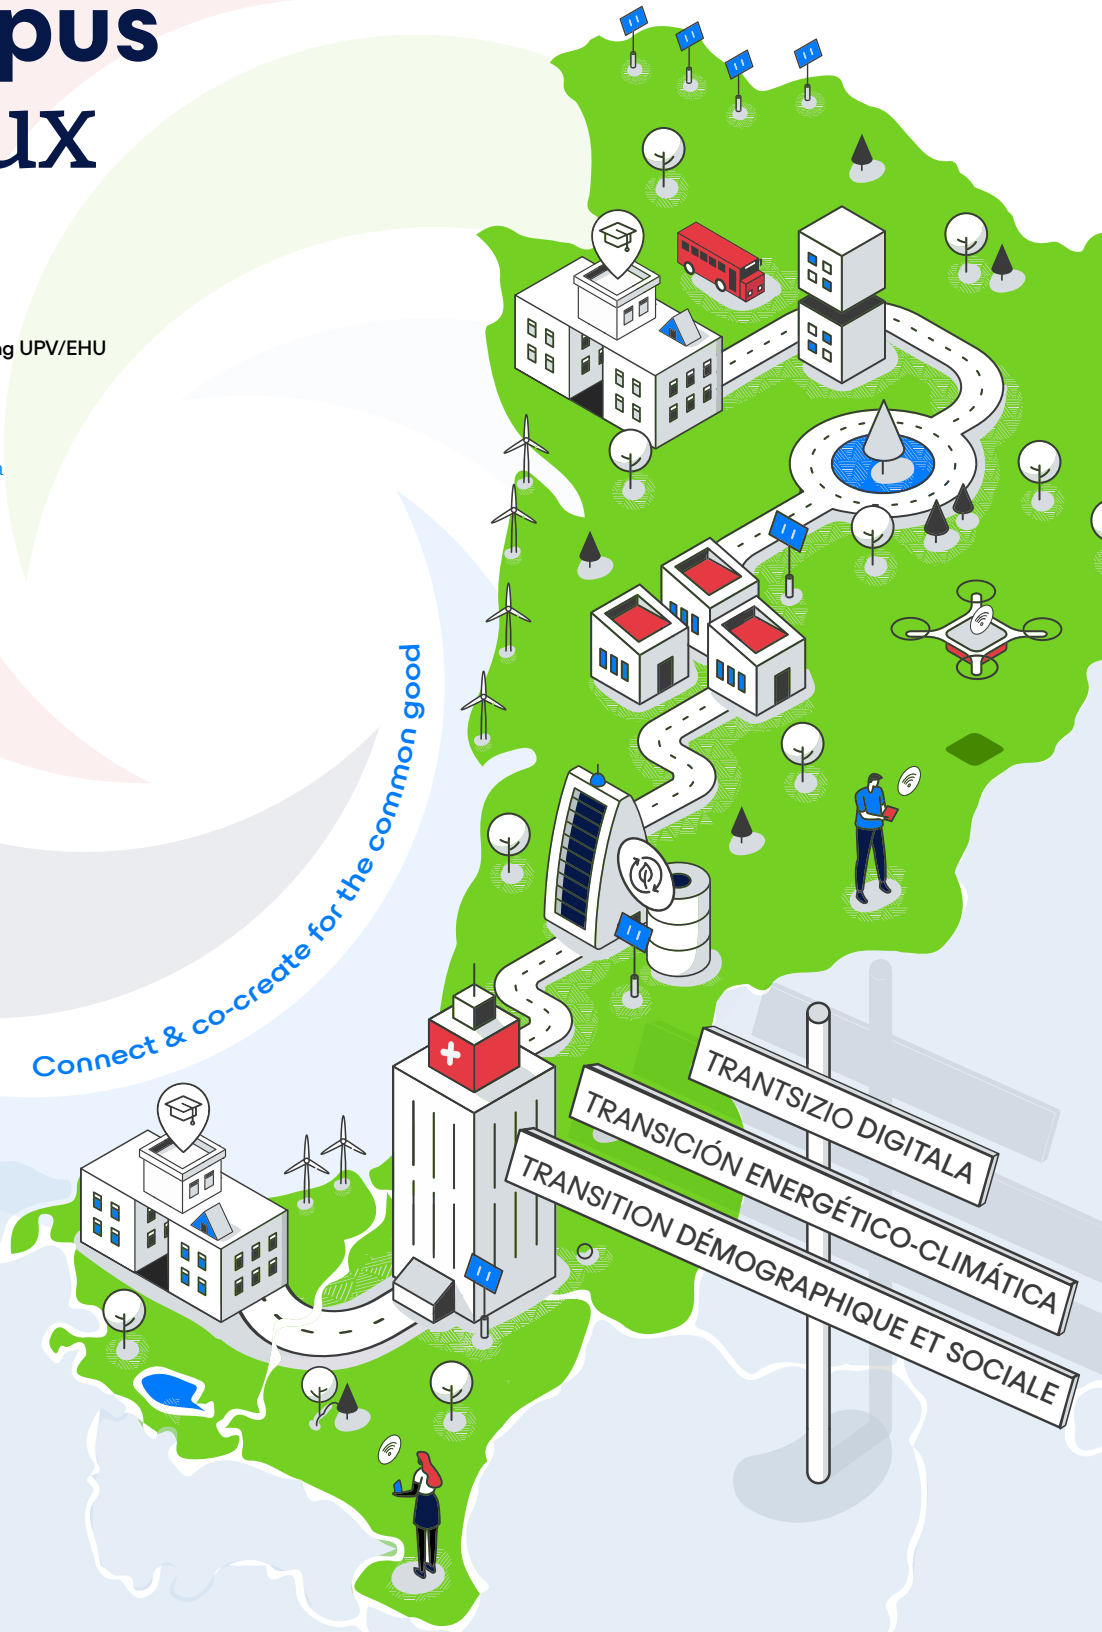 pus
ux
ng UPV/EHU
Connect & co-create for the common good
TRANTSIZIO DIGITALA
TRANSICIÓN ENERGÉTICO-CLIMÁTICA
TRANSITION DÉMOGRAPHIQUE ET SOCIALE